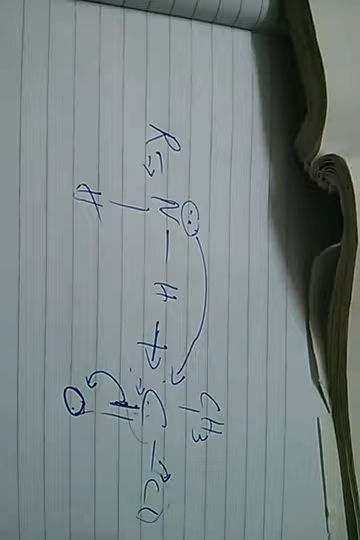 CH3
R → N̈ — H + C — Cl
H O